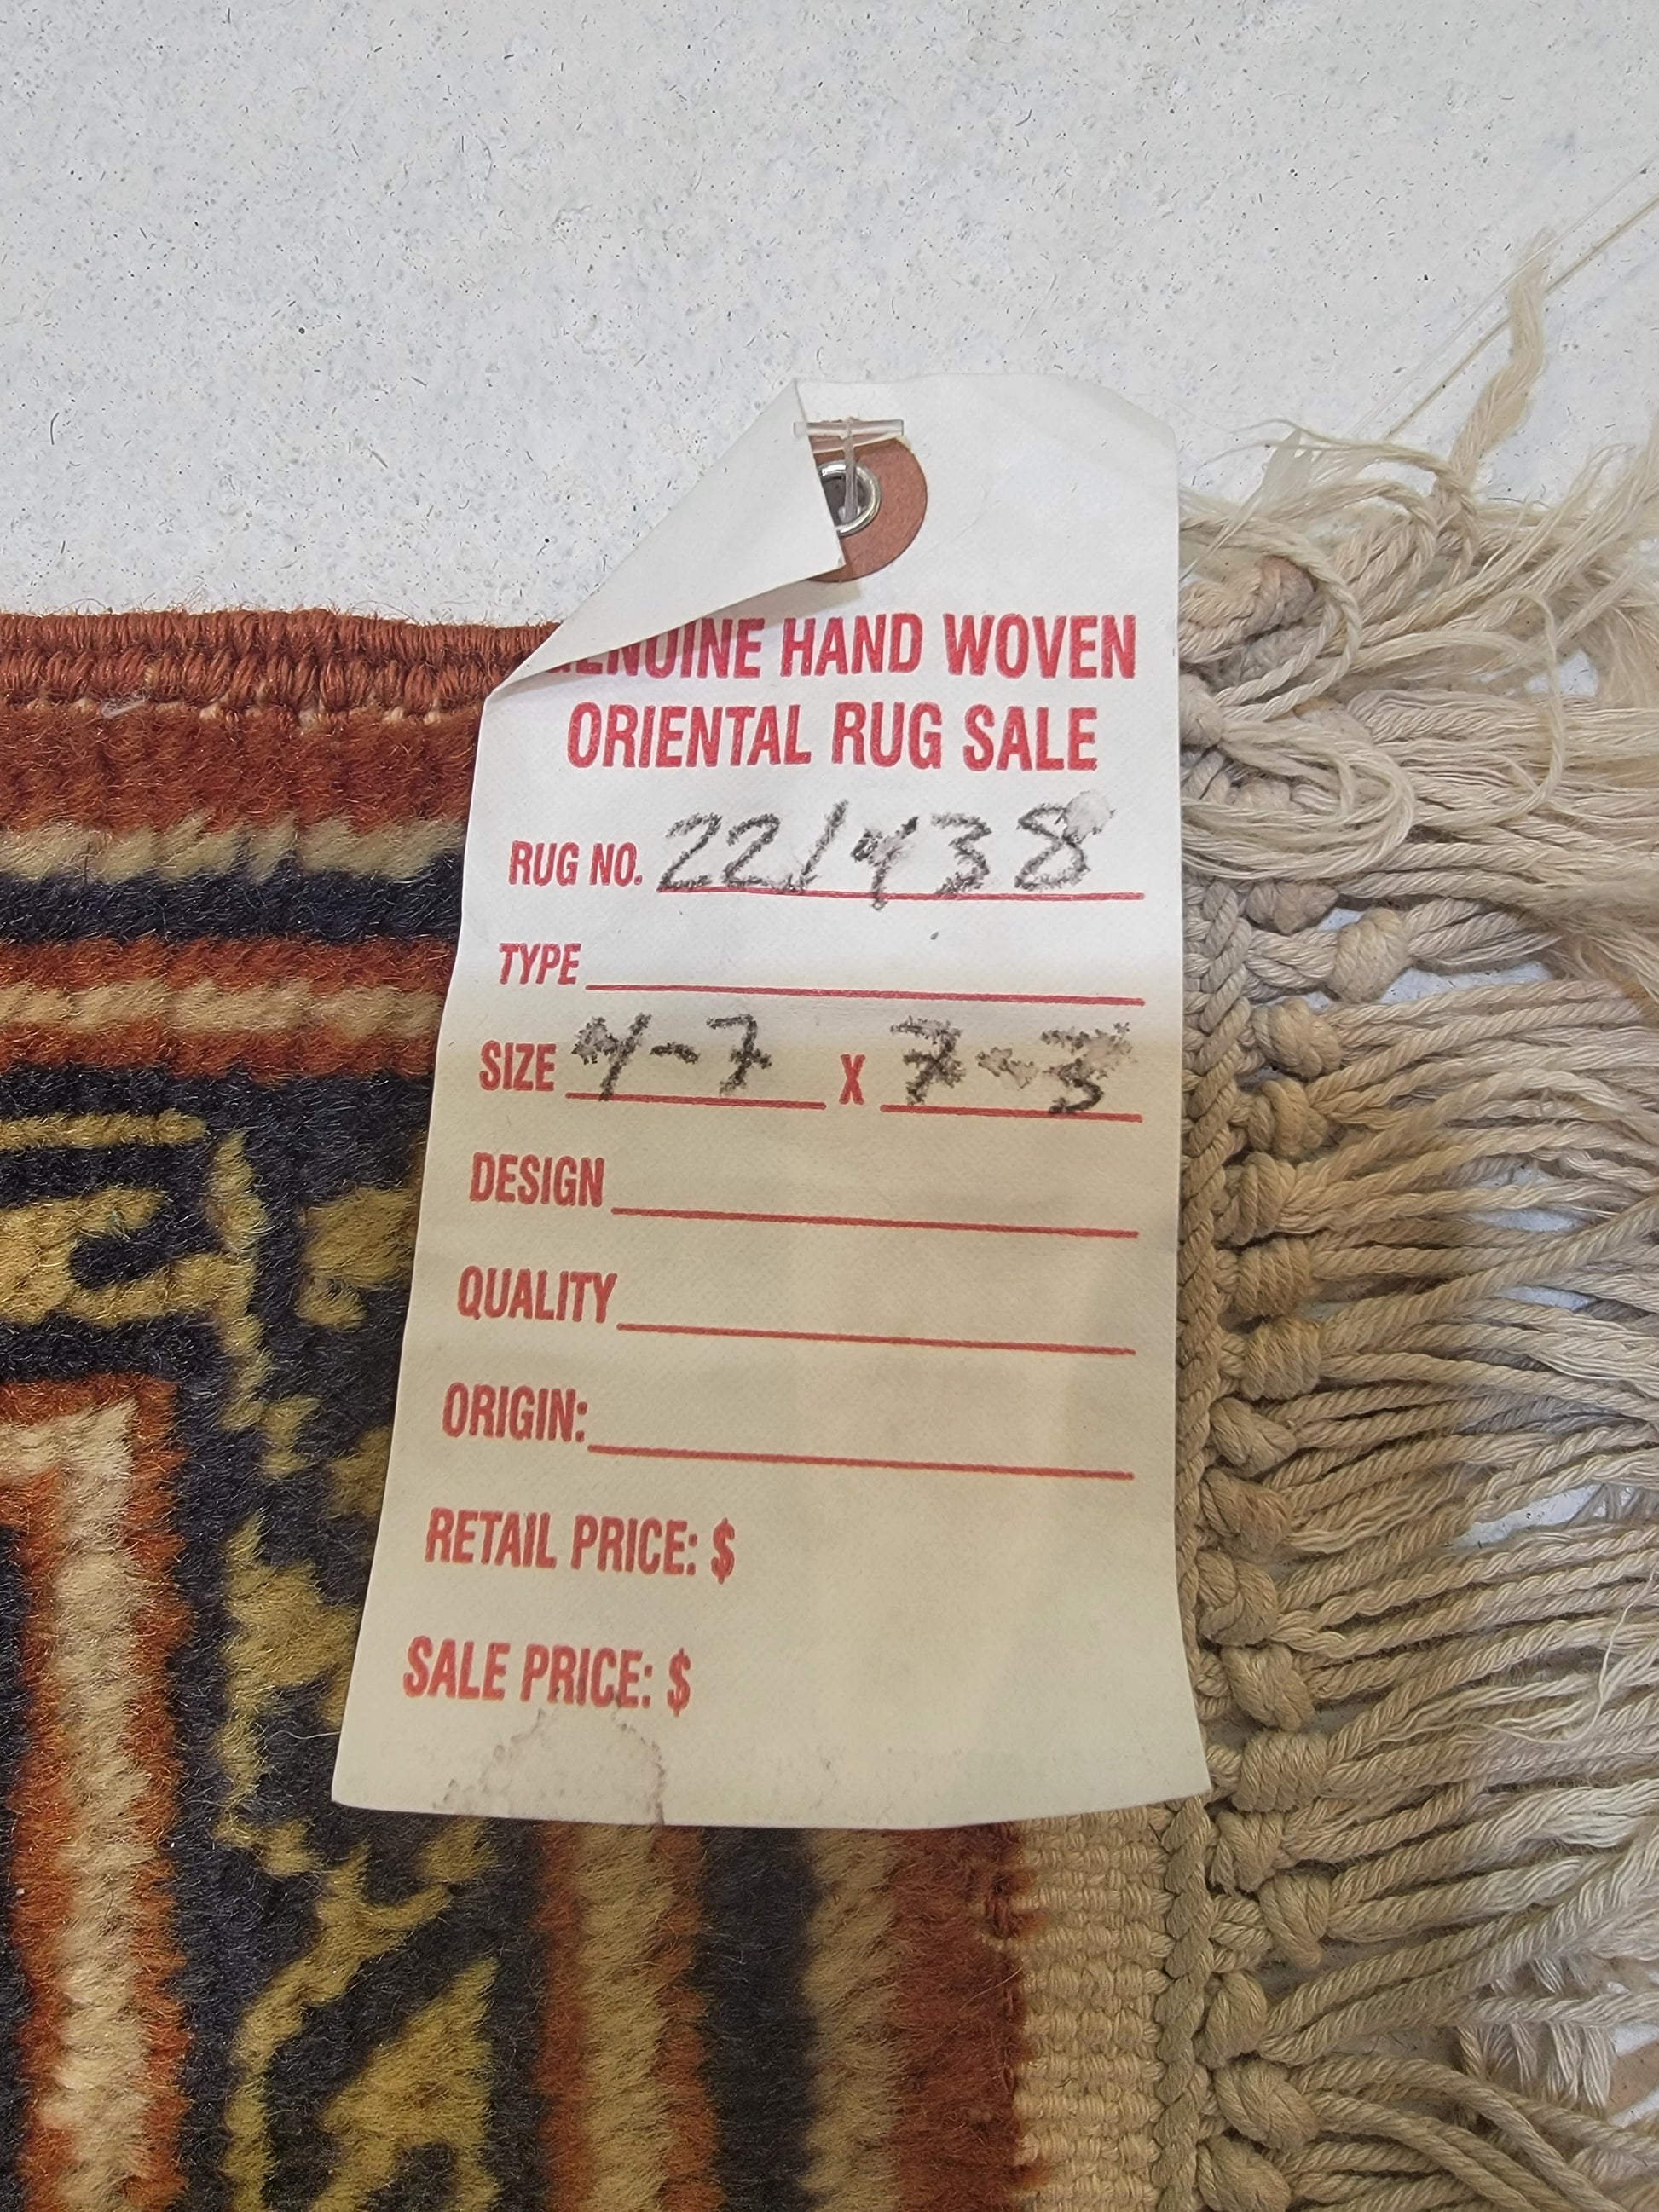 GENUINE HAND WOVEN
ORIENTAL RUG SALE
RUG NO. 221438
TYPE
SIZE 4-7 X 7-3
DESIGN
QUALITY
ORIGIN:
RETAIL PRICE: $
SALE PRICE: $